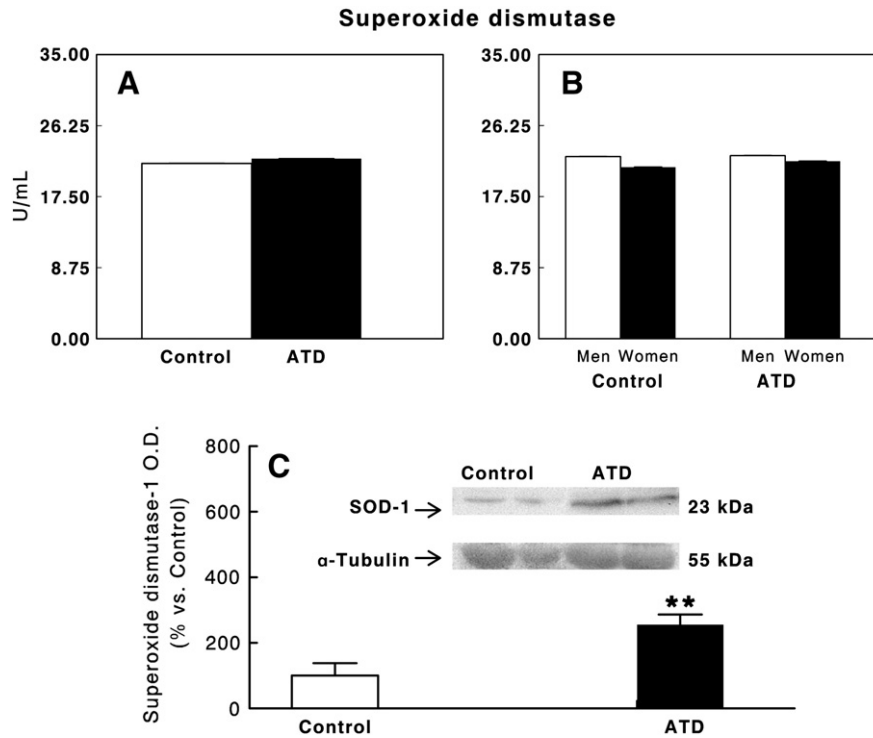 Superoxide dismutase
A
U/mL
35.00
26.25
17.50
8.75
0.00
Control ATD
B
35.00
26.25
17.50
8.75
0.00
Men Women Men Women
Control ATD
C
Superoxide dismutase-1 O.D.
(% vs. Control)
800
600
400
200
0
Control ATD
SOD-1 23 kDa
α-Tubulin 55 kDa
**
Control ATD